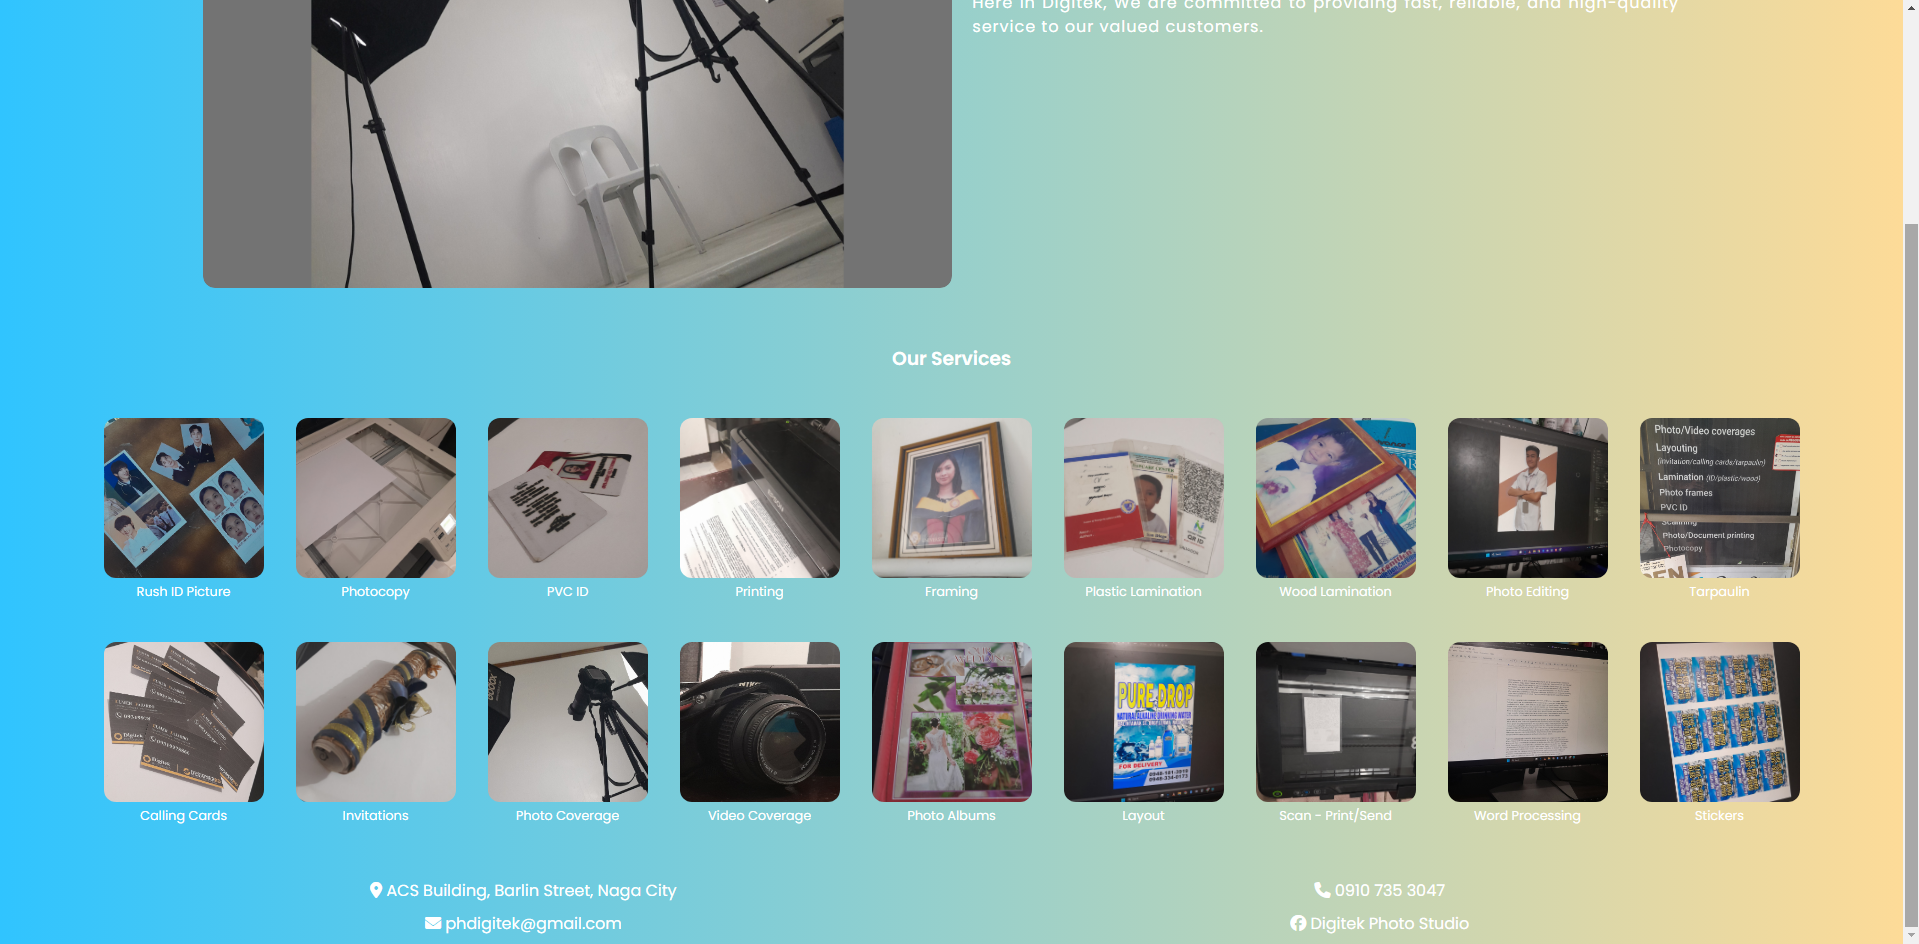 Here in Digitek, We are committed to providing fast, reliable, and high-quality
service to our valued customers.
Our Services
Photo/Video coverages
Layouting
(invitation/calling cards/tarpaulin)
Lamination (ID/plastic/wood)
Photo frames
PVC ID
Scanning
Photo/Document printing
Photocopy
QR ID
Rush ID Picture
Photocopy
PVC ID
Printing
Framing
Plastic Lamination
Wood Lamination
Photo Editing
Tarpaulin
Digitek
PURE DROP
NATURAL ALKALINE DRINKING WATER
FOR DELIVERY
Calling Cards
Invitations
Photo Coverage
Video Coverage
Photo Albums
Layout
Scan - Print/Send
Word Processing
Stickers
ACS Building, Barlin Street, Naga City
0910 735 3047
phdigitek@gmail.com
Digitek Photo Studio